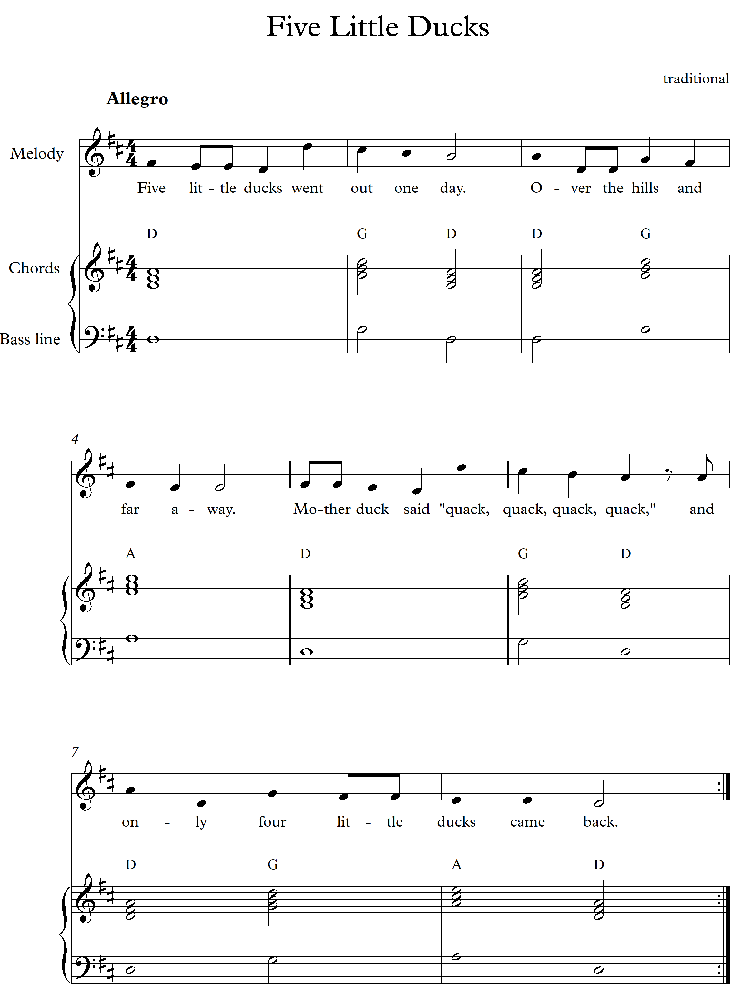 Five Little Ducks
traditional
Allegro
Melody
Five lit - tle ducks went out one day. O - ver the hills and
D G D D G
Chords
Bass line
4
far a - way. Mo-ther duck said "quack, quack, quack, quack," and
A D G D
7
on - ly four lit - tle ducks came back.
D G A D